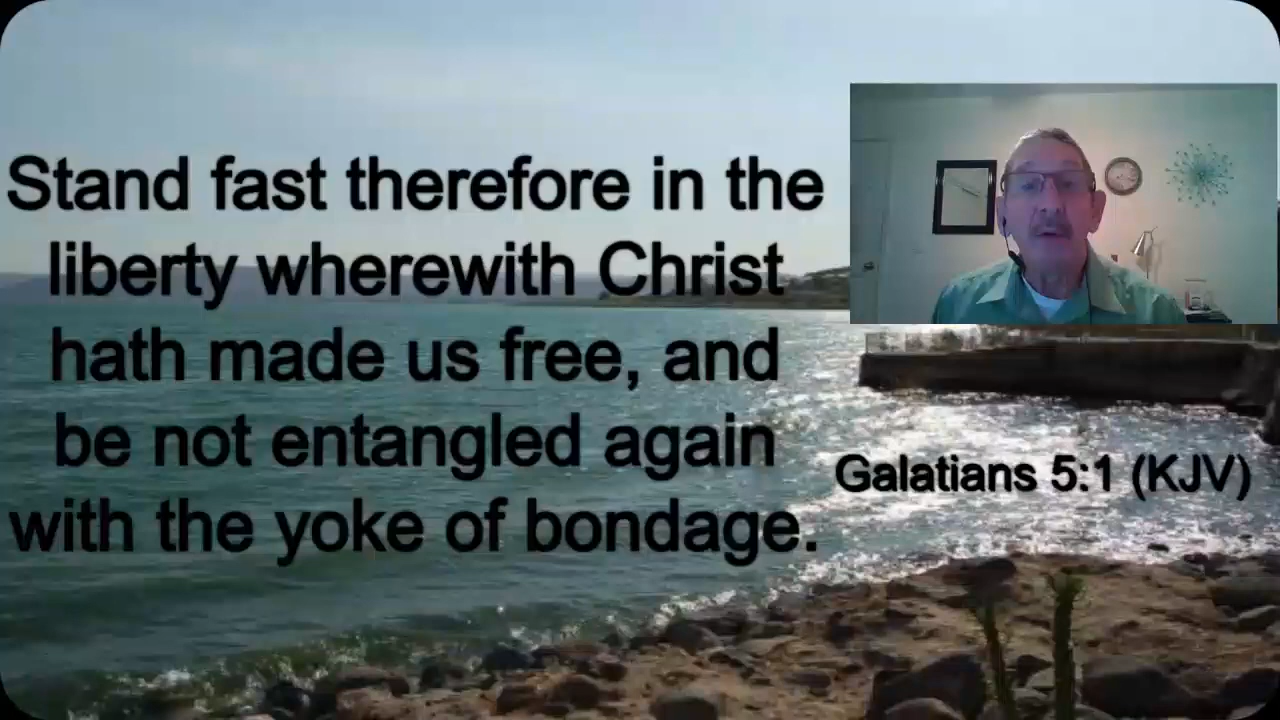 Stand fast therefore in the
liberty wherewith Christ
hath made us free, and
be not entangled again
with the yoke of bondage.
Galatians 5:1 (KJV)